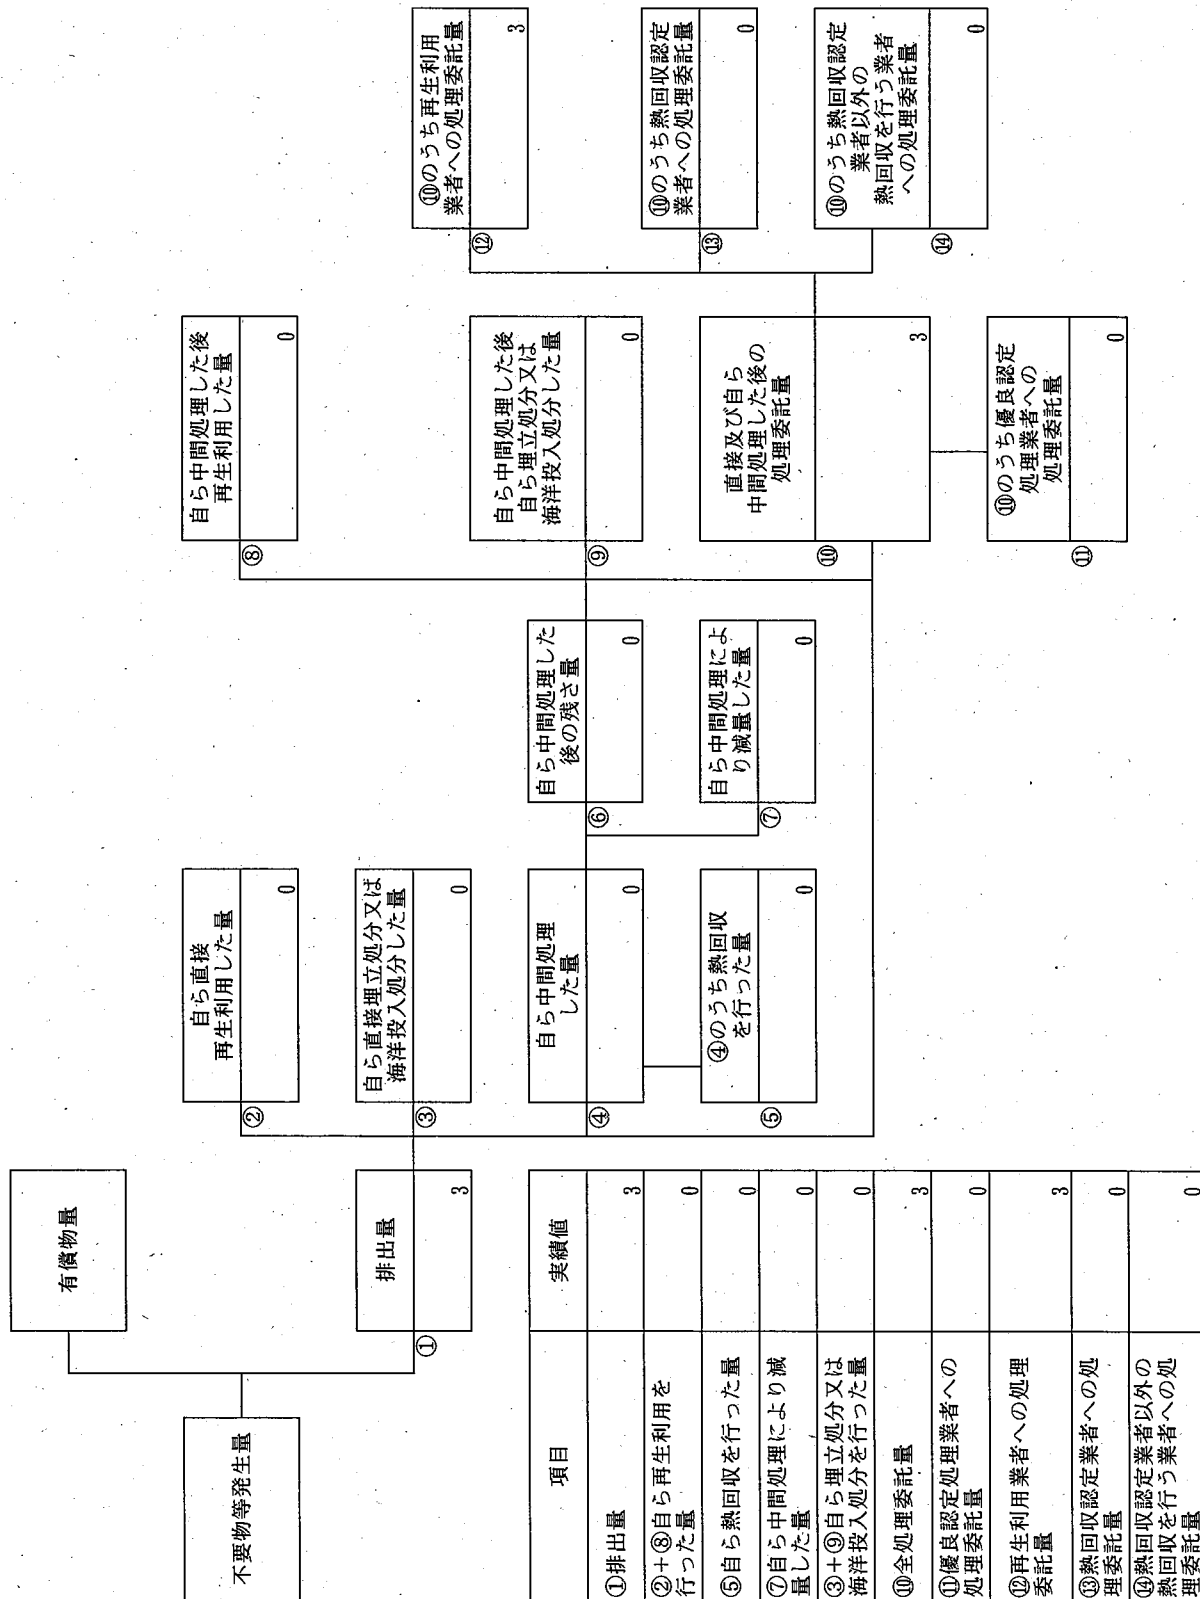 不要物等発生量
有償物量
①
排出量
3
②
自ら直接
再生利用した量
0
③
自ら直接埋立処分又は
海洋投入処分した量
0
④
自ら中間処理
した量
0
⑤
④のうち熱回収
を行った量
0
⑥
自ら中間処理した
後の残さ量
0
⑦
自ら中間処理によ
り減量した量
0
⑧
自ら中間処理した後
再生利用した量
0
⑨
自ら中間処理した後
自ら埋立処分又は
海洋投入処分した量
0
⑩
直接及び自ら
中間処理した後の
処理委託量
3
⑪
⑩のうち優良認定
処理業者への
処理委託量
0
⑫
⑩のうち再生利用
業者への処理委託量
3
⑬
⑩のうち熱回収認定
業者への処理委託量
0
⑭
⑩のうち熱回収認定
業者以外の
熱回収を行う業者
への処理委託量
0
項目
実績値
①排出量
3
②+⑧自ら再生利用を
行った量
0
⑤自ら熱回収を行った量
0
⑦自ら中間処理により減
量した量
0
③+⑨自ら埋立処分又は
海洋投入処分を行った量
0
⑩全処理委託量
3
⑪優良認定処理業者への
処理委託量
0
⑫再生利用業者への処理
委託量
3
⑬熱回収認定業者への処
理委託量
0
⑭熱回収認定業者以外の
熱回収を行う業者への処
理委託量
0